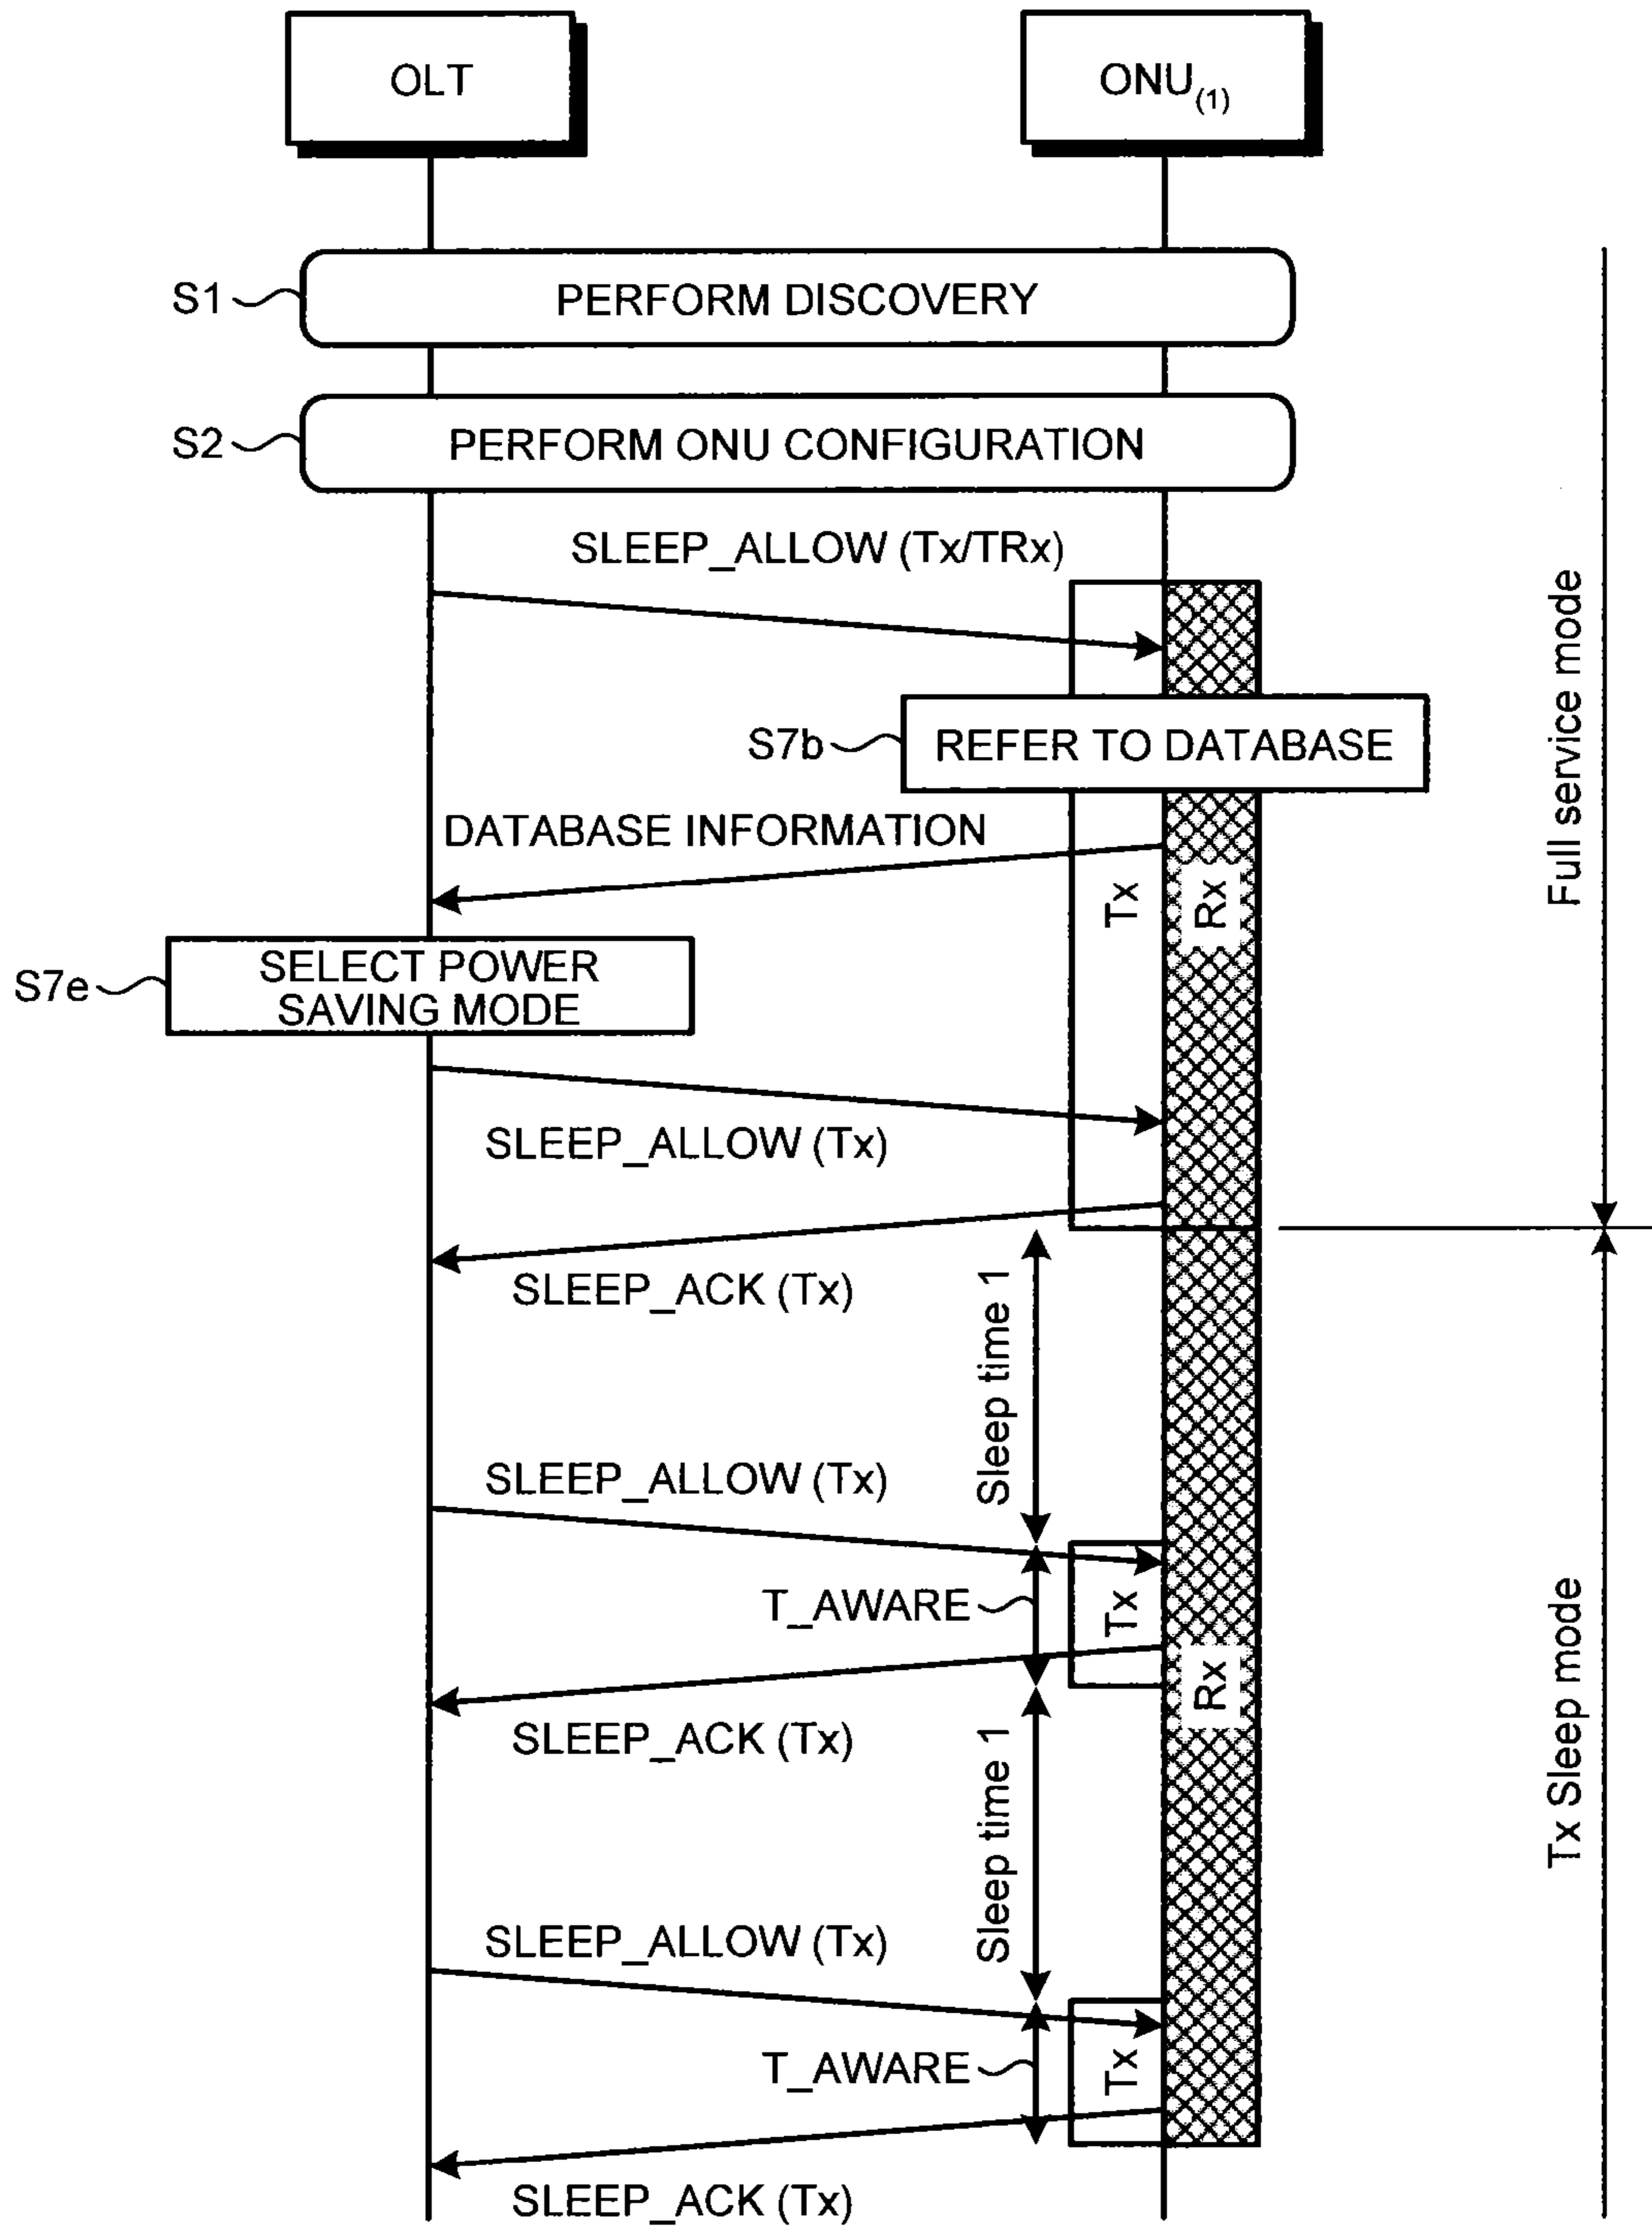 OLT
ONU(1)
S1
PERFORM DISCOVERY
S2
PERFORM ONU CONFIGURATION
SLEEP_ALLOW (Tx/TRx)
Full service mode
S7b
REFER TO DATABASE
DATABASE INFORMATION
Tx
Rx
S7e
SELECT POWER
SAVING MODE
SLEEP_ALLOW (Tx)
SLEEP_ACK (Tx)
Sleep time 1
SLEEP_ALLOW (Tx)
T_AWARE
Tx
Rx
Tx Sleep mode
SLEEP_ACK (Tx)
Sleep time 1
SLEEP_ALLOW (Tx)
T_AWARE
Tx
SLEEP_ACK (Tx)